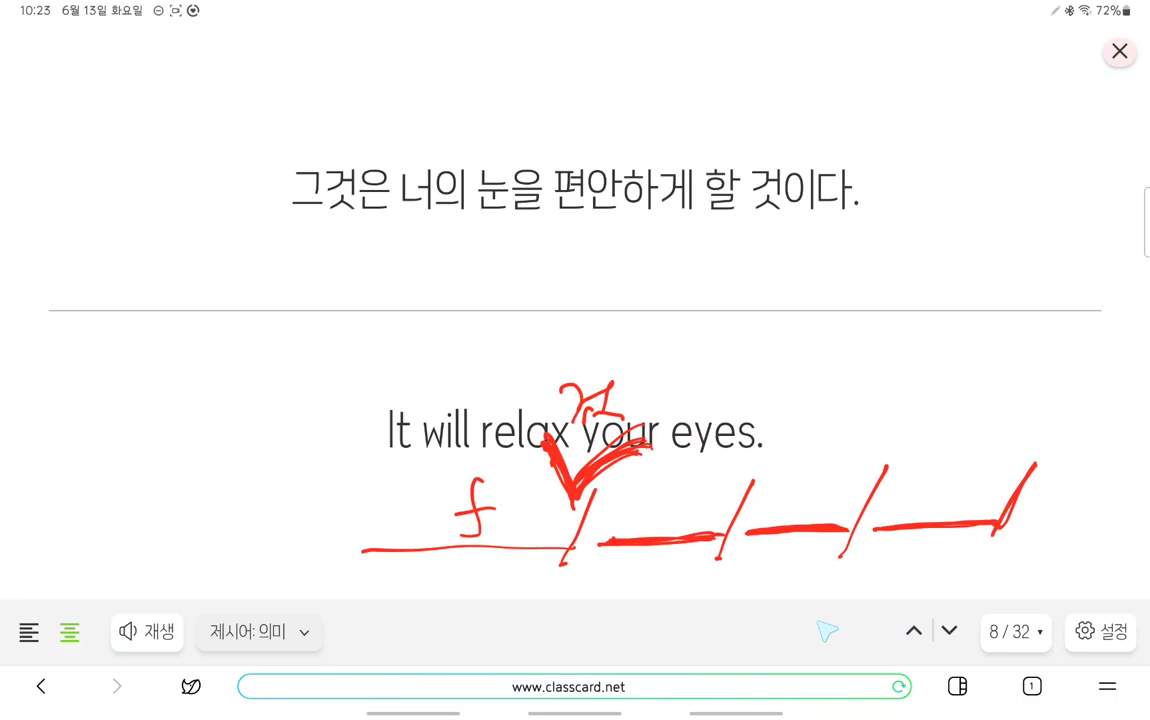 10:23 6월 13일 화요일 72%
그것은 너의 눈을 편안하게 할 것이다.
전
It will relax your eyes.
f
재생 제시어: 의미 8 / 32 설정
www.classcard.net 1